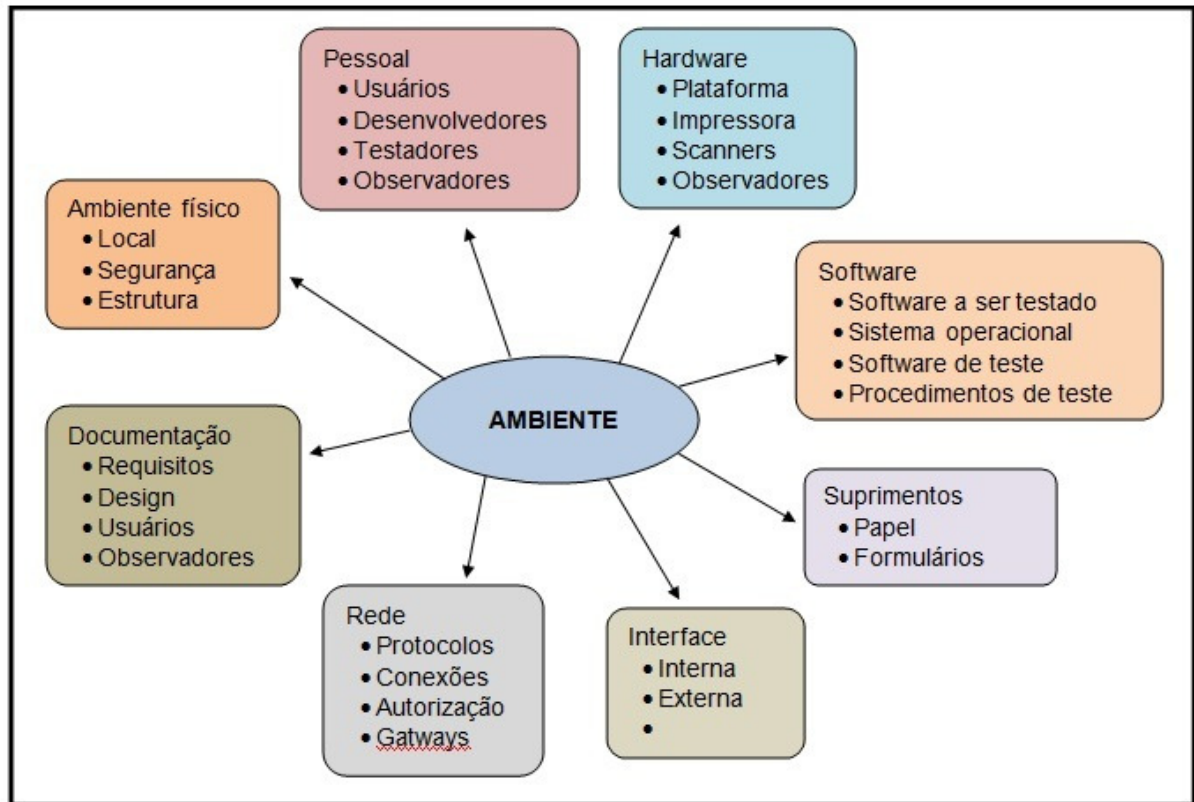 Pessoal
• Usuários
• Desenvolvedores
• Testadores
• Observadores
Hardware
• Plataforma
• Impressora
• Scanners
• Observadores
Ambiente físico
• Local
• Segurança
• Estrutura
Software
• Software a ser testado
• Sistema operacional
• Software de teste
• Procedimentos de teste
AMBIENTE
Documentação
• Requisitos
• Design
• Usuários
• Observadores
Suprimentos
• Papel
• Formulários
Rede
• Protocolos
• Conexões
• Autorização
• Gatways
Interface
• Interna
• Externa
•